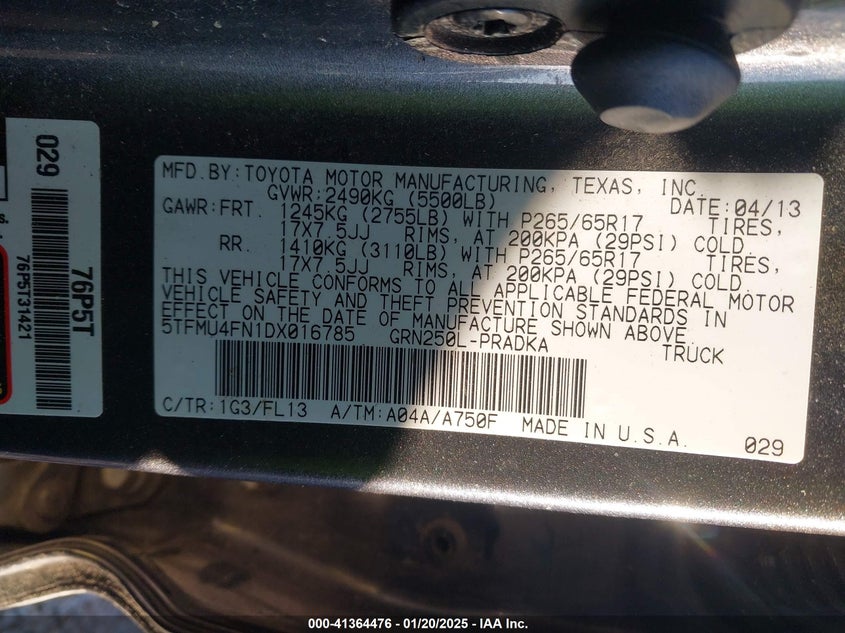 MFD.BY:TOYOTA MOTOR MANUFACTURING, TEXAS, INC.
GVWR:2490KG (5500LB) DATE:04/13
GAWR:FRT. 1245KG (2755LB) WITH P265/65R17 TIRES,
17X7.5JJ RIMS, AT 200KPA (29PSI) COLD.
RR. 1410KG (3110LB) WITH P265/65R17 TIRES,
17X7.5JJ RIMS, AT 200KPA (29PSI) COLD.
THIS VEHICLE CONFORMS TO ALL APPLICABLE FEDERAL MOTOR
VEHICLE SAFETY AND THEFT PREVENTION STANDARDS IN
EFFECT ON THE DATE OF MANUFACTURE SHOWN ABOVE.
5TFMU4FN1DX016785 GRN250L-PRADKA TRUCK
C/TR:1G3/FL13 A/TM:A04A/A750F MADE IN U.S.A. 029
029
76P5T
76P5T31421
s.
000-41364476 - 01/20/2025 - IAA Inc.